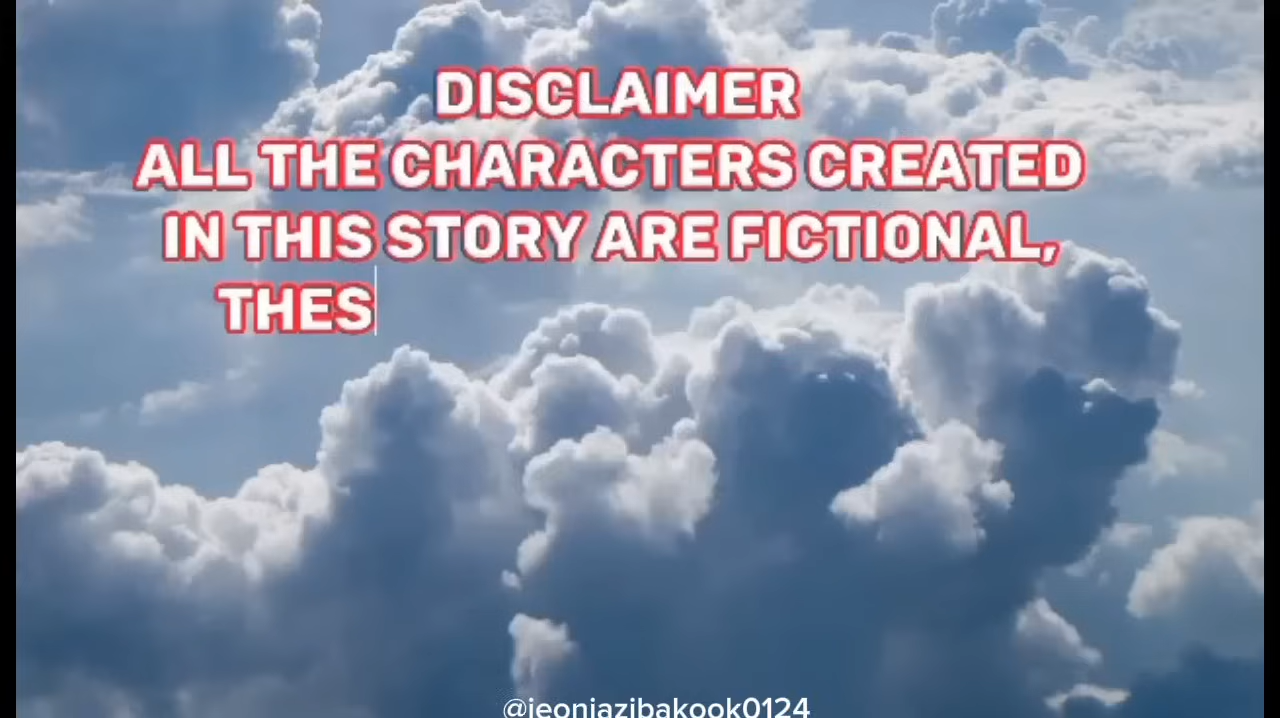 DISCLAIMER
ALL THE CHARACTERS CREATED
IN THIS STORY ARE FICTIONAL,
THES
@jeonjazibakook0124